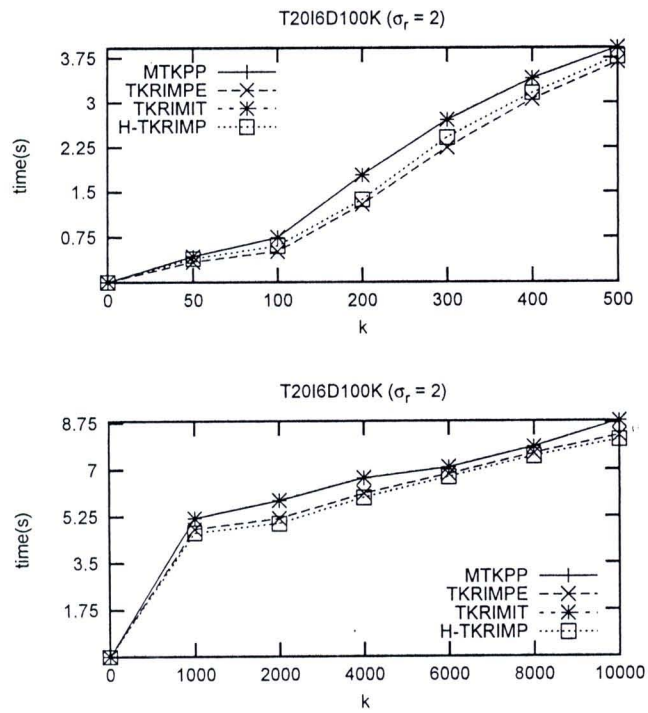 T20I6D100K (σr = 2)
3.75
3
2.25
1.5
0.75
time(s)
MTKPP
TKRIMPE
TKRIMIT
H-TKRIMP
0 50 100 200 300 400 500
k
T20I6D100K (σr = 2)
8.75
7
5.25
3.5
1.75
time(s)
MTKPP
TKRIMPE
TKRIMIT
H-TKRIMP
0 1000 2000 4000 6000 8000 10000
k